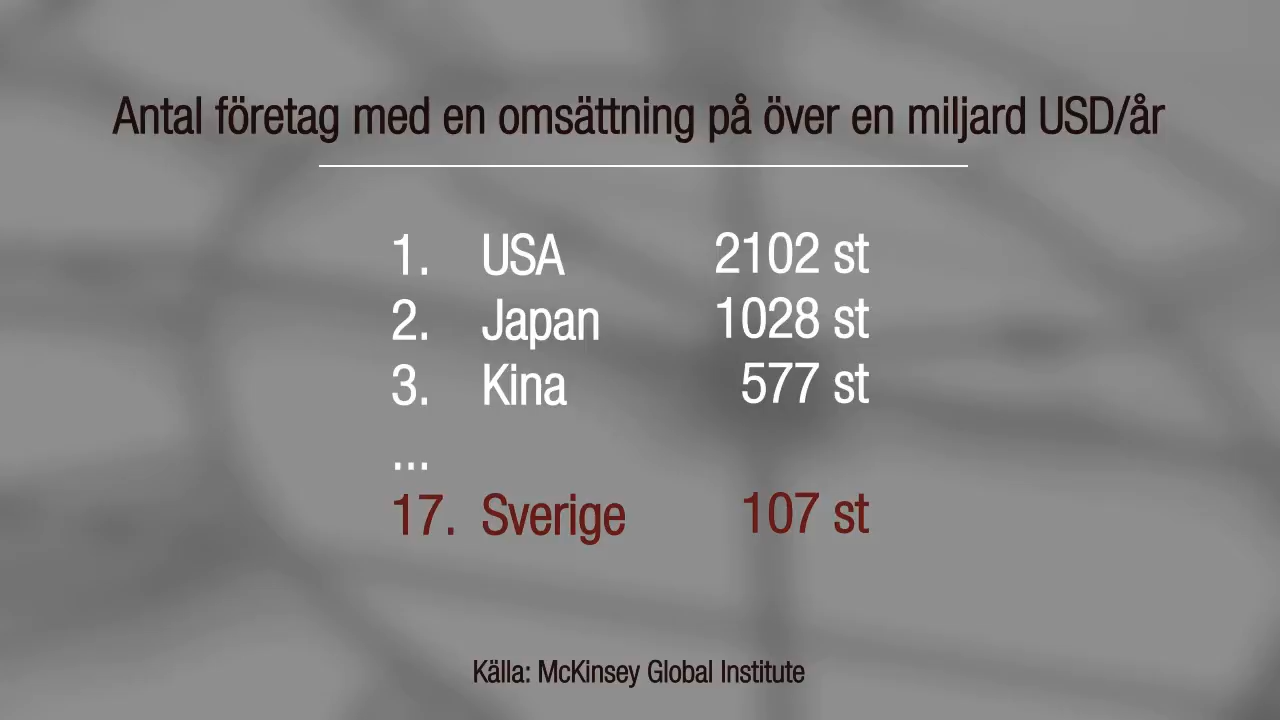 Antal företag med en omsättning på över en miljard USD/år
1. USA 2102 st
2. Japan 1028 st
3. Kina 577 st
...
17. Sverige 107 st
Källa: McKinsey Global Institute